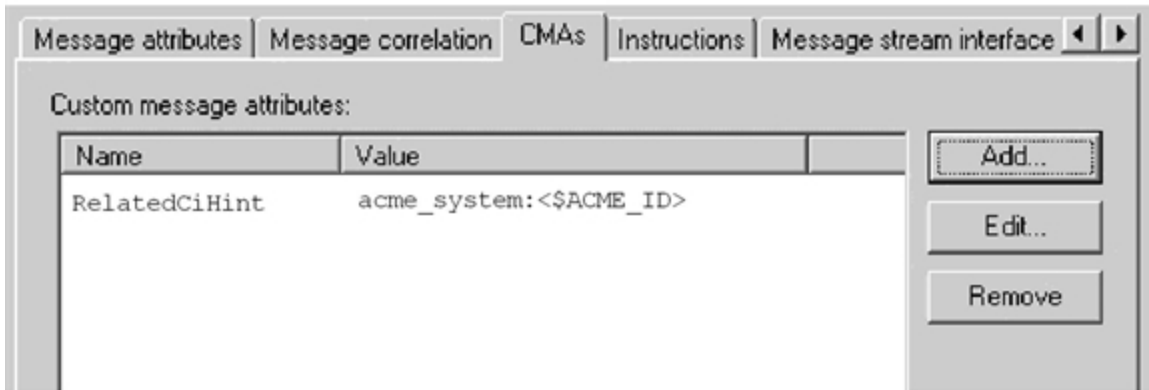 Message attributes Message correlation CMAs Instructions Message stream interface
Custom message attributes:
Name Value
Add...
RelatedCiHint acme_system:<$ACME_ID>
Edit...
Remove